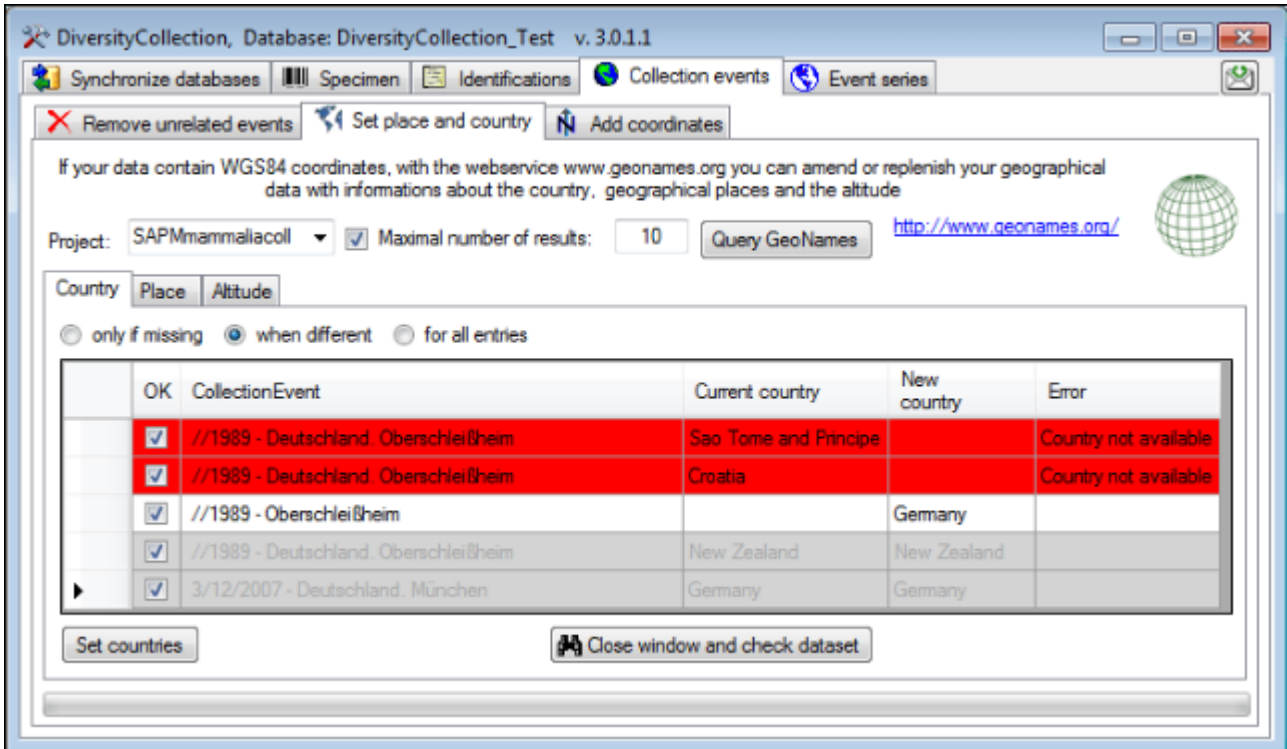 DiversityCollection, Database: DiversityCollection_Test v. 3.0.1.1
Synchronize databases Specimen Identifications Collection events Event series
Remove unrelated events Set place and country N Add coordinates
If your data contain WGS84 coordinates, with the webservice www.geonames.org you can amend or replenish your geographical
data with informations about the country, geographical places and the altitude
Project: SAPMmammaliacoll Maximal number of results: 10 Query GeoNames http://www.geonames.org/
Country Place Altitude
only if missing when different for all entries
OK CollectionEvent Current country New country Error
//1989 - Deutschland. Oberschleißheim Sao Tome and Principe Country not available
//1989 - Deutschland. Oberschleißheim Croatia Country not available
//1989 - Oberschleißheim Germany
//1989 - Deutschland. Oberschleißheim New Zealand New Zealand
3/12/2007 - Deutschland. München Germany Germany
Set countries Close window and check dataset